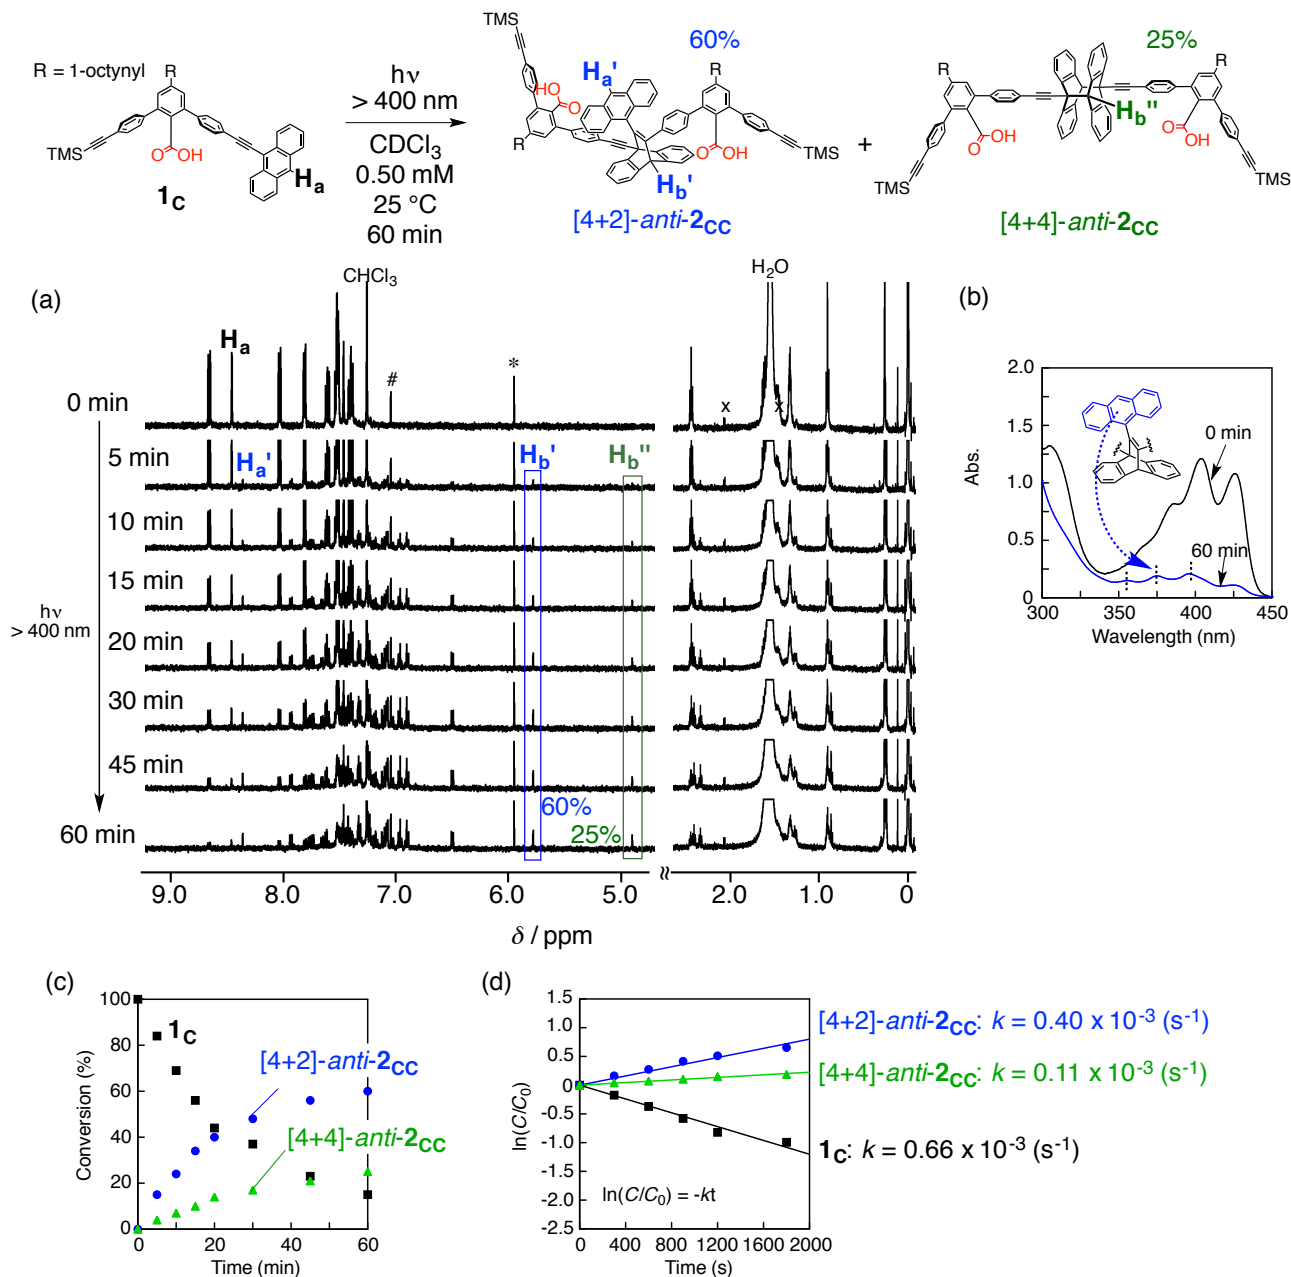 R = 1-octynyl
R
TMS
O
OH
1C
Ha
hν
> 400 nm
CDCl3
0.50 mM
25 °C
60 min
TMS
Ha'
60%
HO
O
R
R
O
OH
TMS
Hb'
[4+2]-anti-2CC
+
25%
R
R
Hb''
O
OH
O
OH
TMS
TMS
[4+4]-anti-2CC
(a)
CHCl3
H2O
Ha
#
*
x
x
0 min
5 min
Ha'
Hb'
Hb''
10 min
15 min
hν
> 400 nm
20 min
30 min
45 min
60%
60 min
25%
9.0 8.0 7.0 6.0 5.0 2.0 1.0 0
δ / ppm
(b)
2.0
1.5
1.0
0.5
0
Abs.
0 min
60 min
300 350 400 450
Wavelength (nm)
(c)
100
80
60
40
20
0
Conversion (%)
1C
[4+2]-anti-2CC
[4+4]-anti-2CC
0 20 40 60
Time (min)
(d)
1.5
1.0
0.5
0
-0.5
-1.0
-1.5
-2.0
-2.5
ln(C/C0)
ln(C/C0) = -kt
0 400 800 1200 1600 2000
Time (s)
[4+2]-anti-2CC: k = 0.40 x 10-3 (s-1)
[4+4]-anti-2CC: k = 0.11 x 10-3 (s-1)
1C: k = 0.66 x 10-3 (s-1)